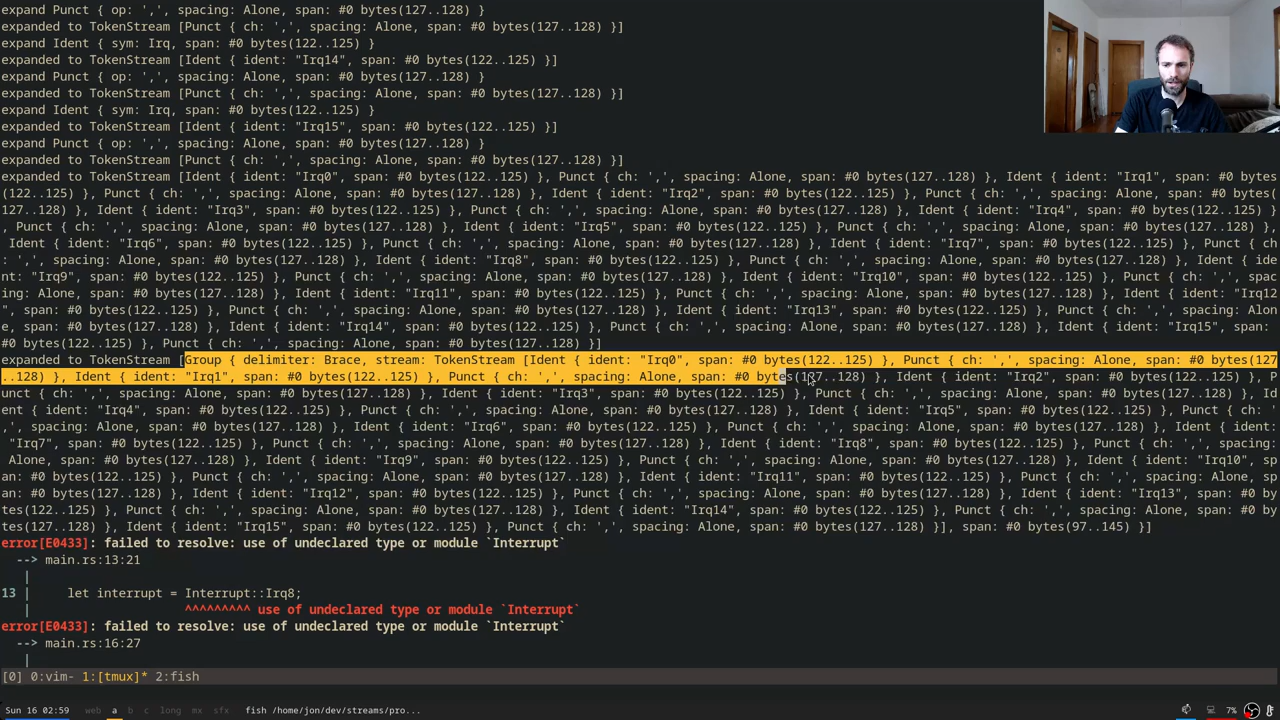 expand Punct { op: ',', spacing: Alone, span: #0 bytes(127..128) }
expanded to TokenStream [Punct { ch: ',', spacing: Alone, span: #0 bytes(127..128) }]
expand Ident { sym: Irq, span: #0 bytes(122..125) }
expanded to TokenStream [Ident { ident: "Irq14", span: #0 bytes(122..125) }]
expand Punct { op: ',', spacing: Alone, span: #0 bytes(127..128) }
expanded to TokenStream [Punct { ch: ',', spacing: Alone, span: #0 bytes(127..128) }]
expand Ident { sym: Irq, span: #0 bytes(122..125) }
expanded to TokenStream [Ident { ident: "Irq15", span: #0 bytes(122..125) }]
expand Punct { op: ',', spacing: Alone, span: #0 bytes(127..128) }
expanded to TokenStream [Punct { ch: ',', spacing: Alone, span: #0 bytes(127..128) }]
expanded to TokenStream [Ident { ident: "Irq0", span: #0 bytes(122..125) }, Punct { ch: ',', spacing: Alone, span: #0 bytes(127..128) }, Ident { ident: "Irq1", span: #0 bytes
(122..125) }, Punct { ch: ',', spacing: Alone, span: #0 bytes(127..128) }, Ident { ident: "Irq2", span: #0 bytes(122..125) }, Punct { ch: ',', spacing: Alone, span: #0 bytes(
127..128) }, Ident { ident: "Irq3", span: #0 bytes(122..125) }, Punct { ch: ',', spacing: Alone, span: #0 bytes(127..128) }, Ident { ident: "Irq4", span: #0 bytes(122..125) }
, Punct { ch: ',', spacing: Alone, span: #0 bytes(127..128) }, Ident { ident: "Irq5", span: #0 bytes(122..125) }, Punct { ch: ',', spacing: Alone, span: #0 bytes(127..128) },
Ident { ident: "Irq6", span: #0 bytes(122..125) }, Punct { ch: ',', spacing: Alone, span: #0 bytes(127..128) }, Ident { ident: "Irq7", span: #0 bytes(122..125) }, Punct { ch
: ',', spacing: Alone, span: #0 bytes(127..128) }, Ident { ident: "Irq8", span: #0 bytes(122..125) }, Punct { ch: ',', spacing: Alone, span: #0 bytes(127..128) }, Ident { ide
nt: "Irq9", span: #0 bytes(122..125) }, Punct { ch: ',', spacing: Alone, span: #0 bytes(127..128) }, Ident { ident: "Irq10", span: #0 bytes(122..125) }, Punct { ch: ',', spac
ing: Alone, span: #0 bytes(127..128) }, Ident { ident: "Irq11", span: #0 bytes(122..125) }, Punct { ch: ',', spacing: Alone, span: #0 bytes(127..128) }, Ident { ident: "Irq12
", span: #0 bytes(122..125) }, Punct { ch: ',', spacing: Alone, span: #0 bytes(127..128) }, Ident { ident: "Irq13", span: #0 bytes(122..125) }, Punct { ch: ',', spacing: Alon
e, span: #0 bytes(127..128) }, Ident { ident: "Irq14", span: #0 bytes(122..125) }, Punct { ch: ',', spacing: Alone, span: #0 bytes(127..128) }, Ident { ident: "Irq15", span: 
#0 bytes(122..125) }, Punct { ch: ',', spacing: Alone, span: #0 bytes(127..128) }]
expanded to TokenStream [Group { delimiter: Brace, stream: TokenStream [Ident { ident: "Irq0", span: #0 bytes(122..125) }, Punct { ch: ',', spacing: Alone, span: #0 bytes(127
..128) }, Ident { ident: "Irq1", span: #0 bytes(122..125) }, Punct { ch: ',', spacing: Alone, span: #0 bytes(127..128) }, Ident { ident: "Irq2", span: #0 bytes(122..125) }, P
unct { ch: ',', spacing: Alone, span: #0 bytes(127..128) }, Ident { ident: "Irq3", span: #0 bytes(122..125) }, Punct { ch: ',', spacing: Alone, span: #0 bytes(127..128) }, Id
ent { ident: "Irq4", span: #0 bytes(122..125) }, Punct { ch: ',', spacing: Alone, span: #0 bytes(127..128) }, Ident { ident: "Irq5", span: #0 bytes(122..125) }, Punct { ch: '
,', spacing: Alone, span: #0 bytes(127..128) }, Ident { ident: "Irq6", span: #0 bytes(122..125) }, Punct { ch: ',', spacing: Alone, span: #0 bytes(127..128) }, Ident { ident:
"Irq7", span: #0 bytes(122..125) }, Punct { ch: ',', spacing: Alone, span: #0 bytes(127..128) }, Ident { ident: "Irq8", span: #0 bytes(122..125) }, Punct { ch: ',', spacing:
Alone, span: #0 bytes(127..128) }, Ident { ident: "Irq9", span: #0 bytes(122..125) }, Punct { ch: ',', spacing: Alone, span: #0 bytes(127..128) }, Ident { ident: "Irq10", sp
an: #0 bytes(122..125) }, Punct { ch: ',', spacing: Alone, span: #0 bytes(127..128) }, Ident { ident: "Irq11", span: #0 bytes(122..125) }, Punct { ch: ',', spacing: Alone, sp
an: #0 bytes(127..128) }, Ident { ident: "Irq12", span: #0 bytes(122..125) }, Punct { ch: ',', spacing: Alone, span: #0 bytes(127..128) }, Ident { ident: "Irq13", span: #0 by
tes(122..125) }, Punct { ch: ',', spacing: Alone, span: #0 bytes(127..128) }, Ident { ident: "Irq14", span: #0 bytes(122..125) }, Punct { ch: ',', spacing: Alone, span: #0 by
tes(127..128) }, Ident { ident: "Irq15", span: #0 bytes(122..125) }, Punct { ch: ',', spacing: Alone, span: #0 bytes(127..128) }], span: #0 bytes(97..145) }]
error[E0433]: failed to resolve: use of undeclared type or module `Interrupt`
--> main.rs:13:21
|
13 | let interrupt = Interrupt::Irq8;
| ^^^^^^^^^ use of undeclared type or module `Interrupt`
error[E0433]: failed to resolve: use of undeclared type or module `Interrupt`
--> main.rs:16:27
|
[0] 0:vim- 1:[tmux]* 2:fish
Sun 16 02:59 web a b c long mx sfx fish /home/jon/dev/streams/pro... 7%